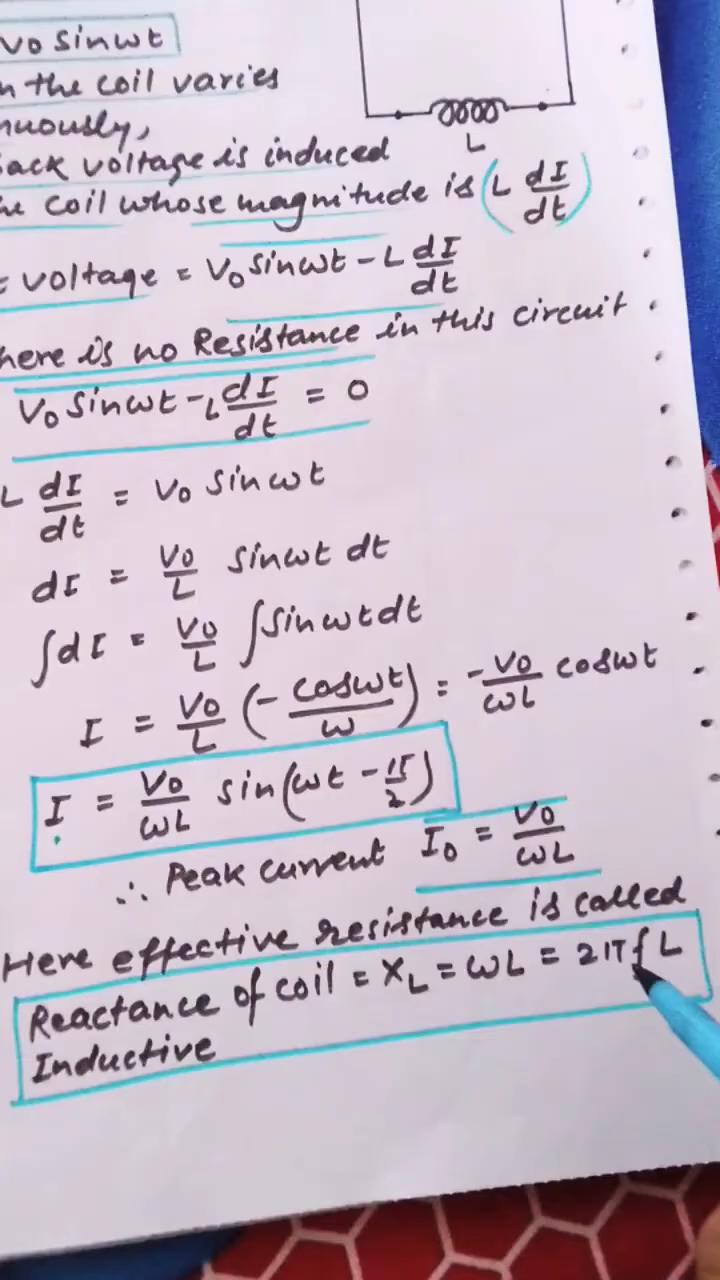 V₀ sinωt
n the coil varies
nuously,
L
Back voltage is induced
coil whose magnitude is (L dI/dt)
voltage = V₀ sinωt - L dI/dt
here is no Resistance in this circuit
V₀ sinωt - L dI/dt = 0
L dI/dt = V₀ sinωt
dI = V₀/L sinωt dt
∫dI = V₀/L ∫sinωtdt
I = V₀/L (-cosωt/ω) = -V₀/ωL cosωt
I = V₀/ωL sin(ωt - π/2)
∴ Peak current I₀ = V₀/ωL
Here effective resistance is called
Reactance of coil = X_L = ωL = 2πfL
Inductive